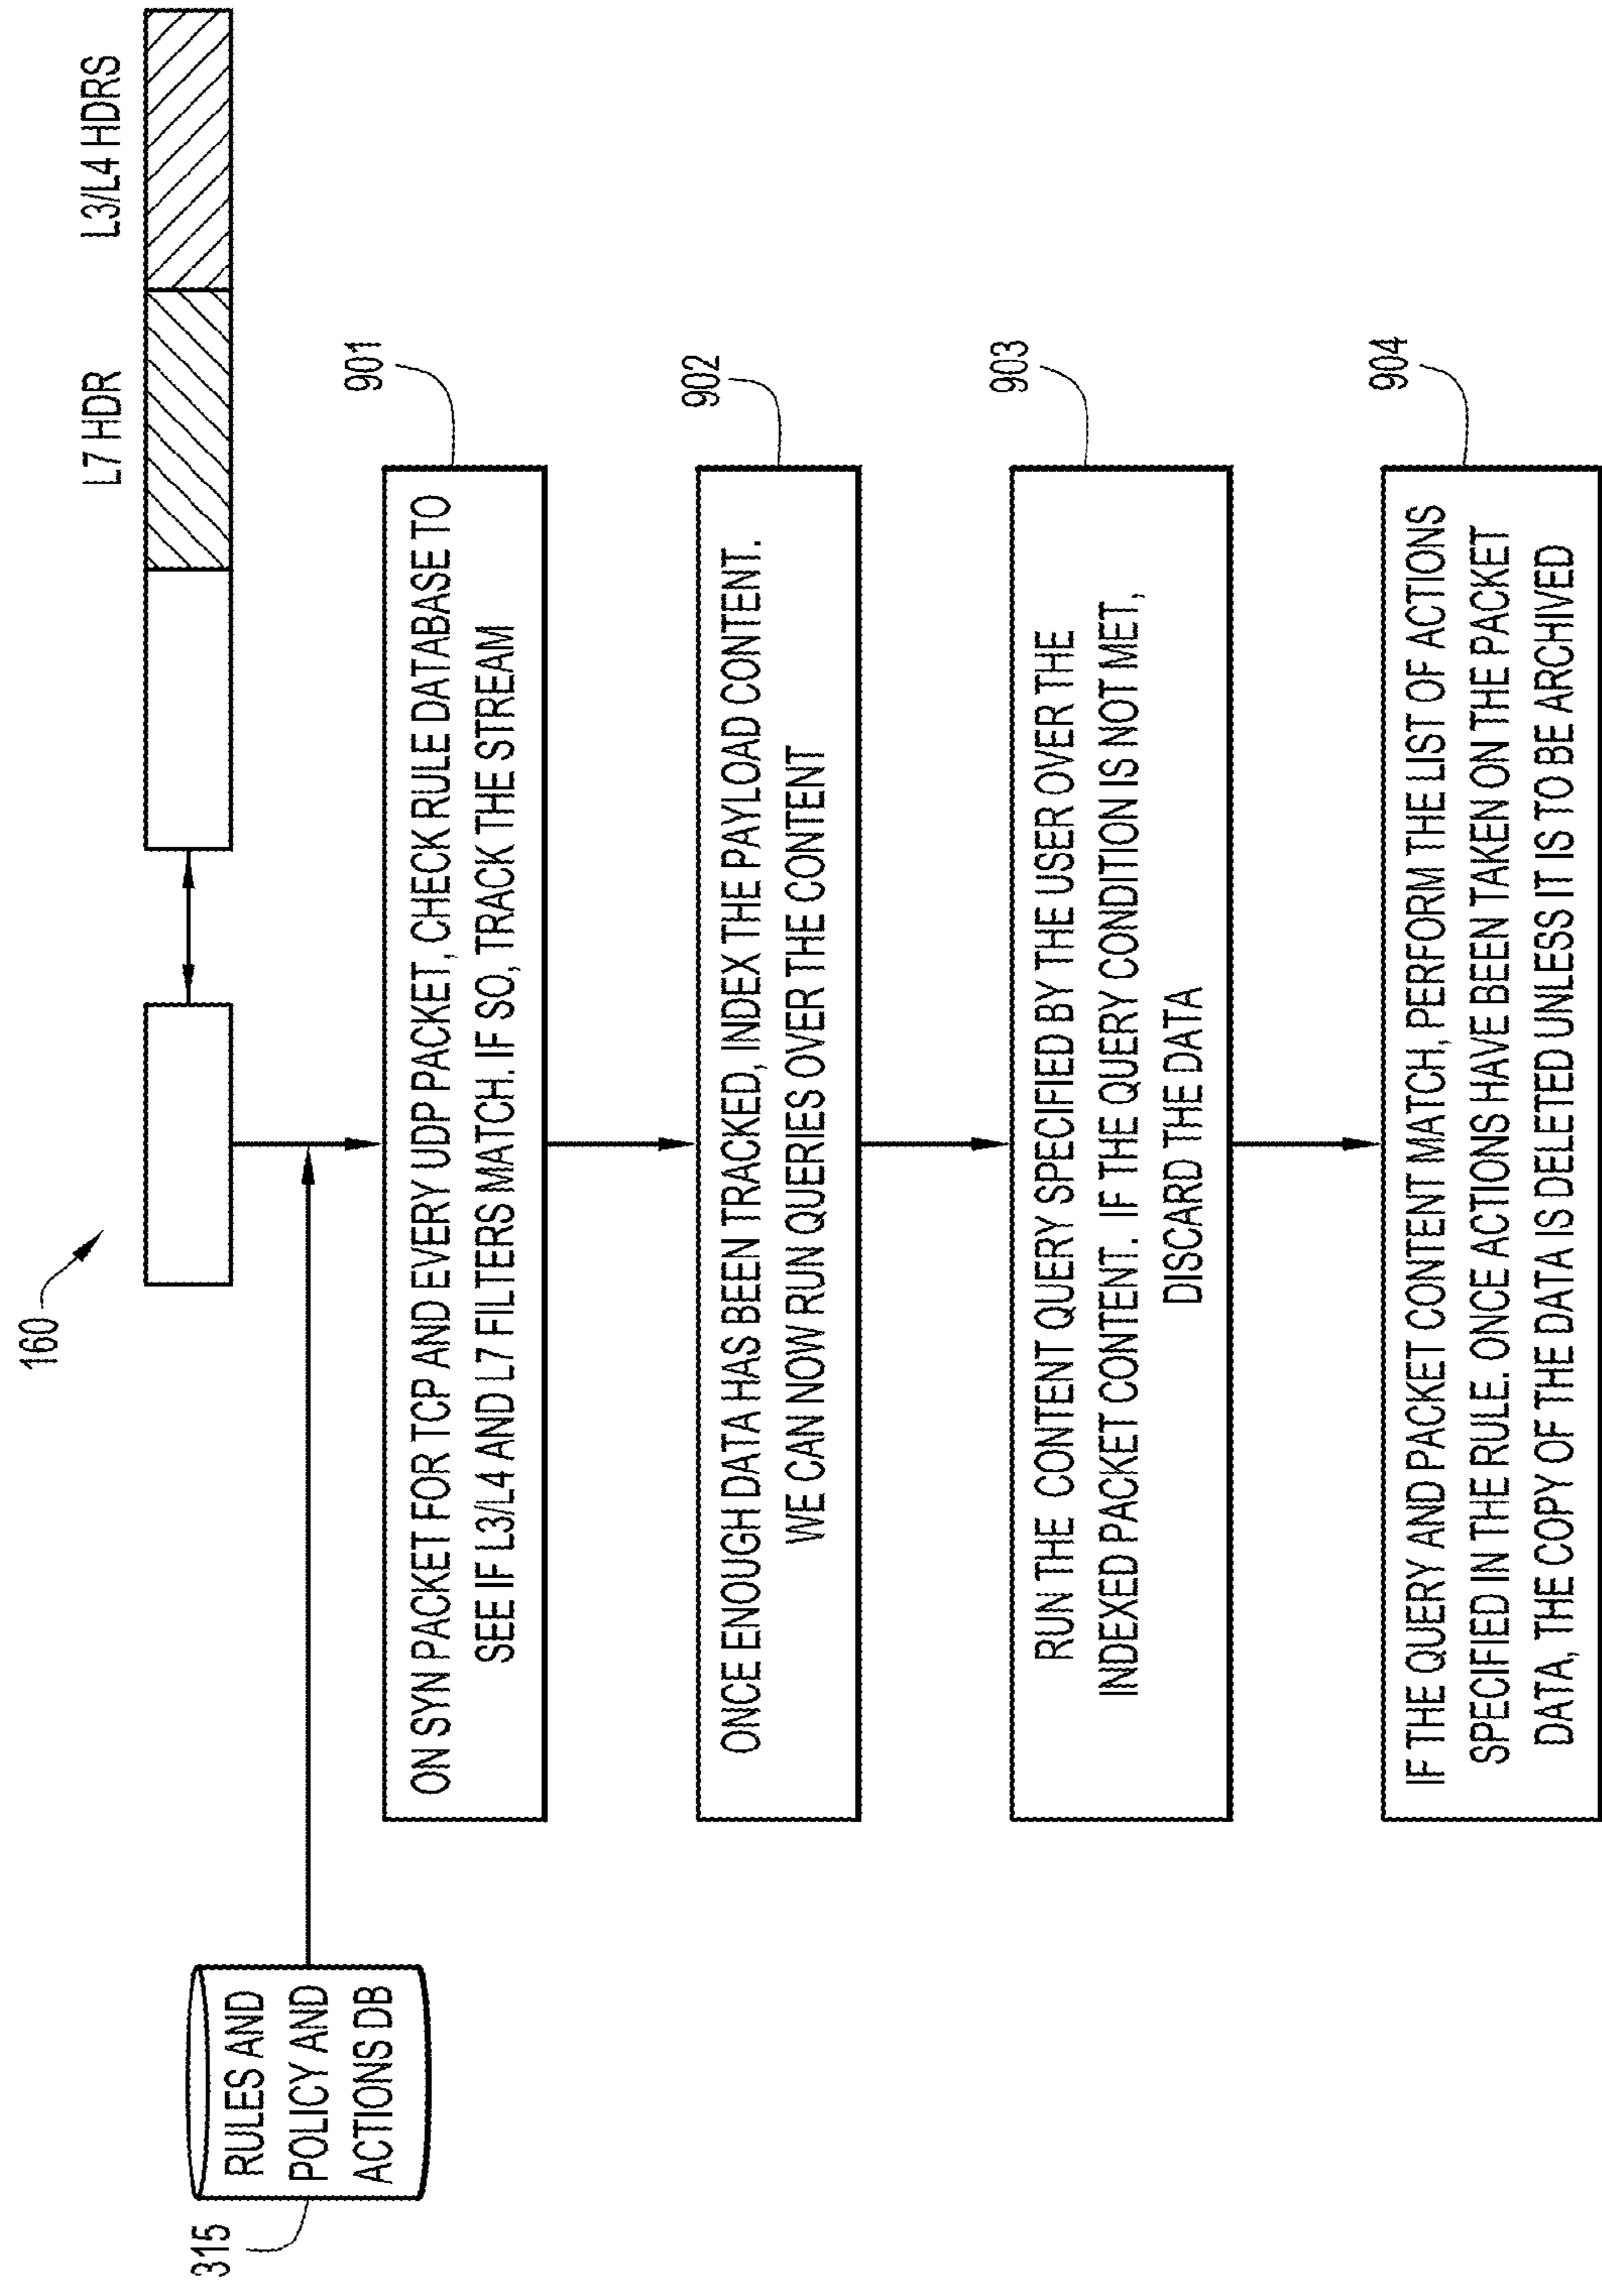 160
L7 HDR
L3/L4 HDRS
315
RULES AND
POLICY AND
ACTIONS DB
901
ON SYN PACKET FOR TCP AND EVERY UDP PACKET, CHECK RULE DATABASE TO
SEE IF L3/L4 AND L7 FILTERS MATCH. IF SO, TRACK THE STREAM
902
ONCE ENOUGH DATA HAS BEEN TRACKED, INDEX THE PAYLOAD CONTENT.
WE CAN NOW RUN QUERIES OVER THE CONTENT
903
RUN THE CONTENT QUERY SPECIFIED BY THE USER OVER THE
INDEXED PACKET CONTENT. IF THE QUERY CONDITION IS NOT MET,
DISCARD THE DATA
904
IF THE QUERY AND PACKET CONTENT MATCH, PERFORM THE LIST OF ACTIONS
SPECIFIED IN THE RULE. ONCE ACTIONS HAVE BEEN TAKEN ON THE PACKET
DATA, THE COPY OF THE DATA IS DELETED UNLESS IT IS TO BE ARCHIVED